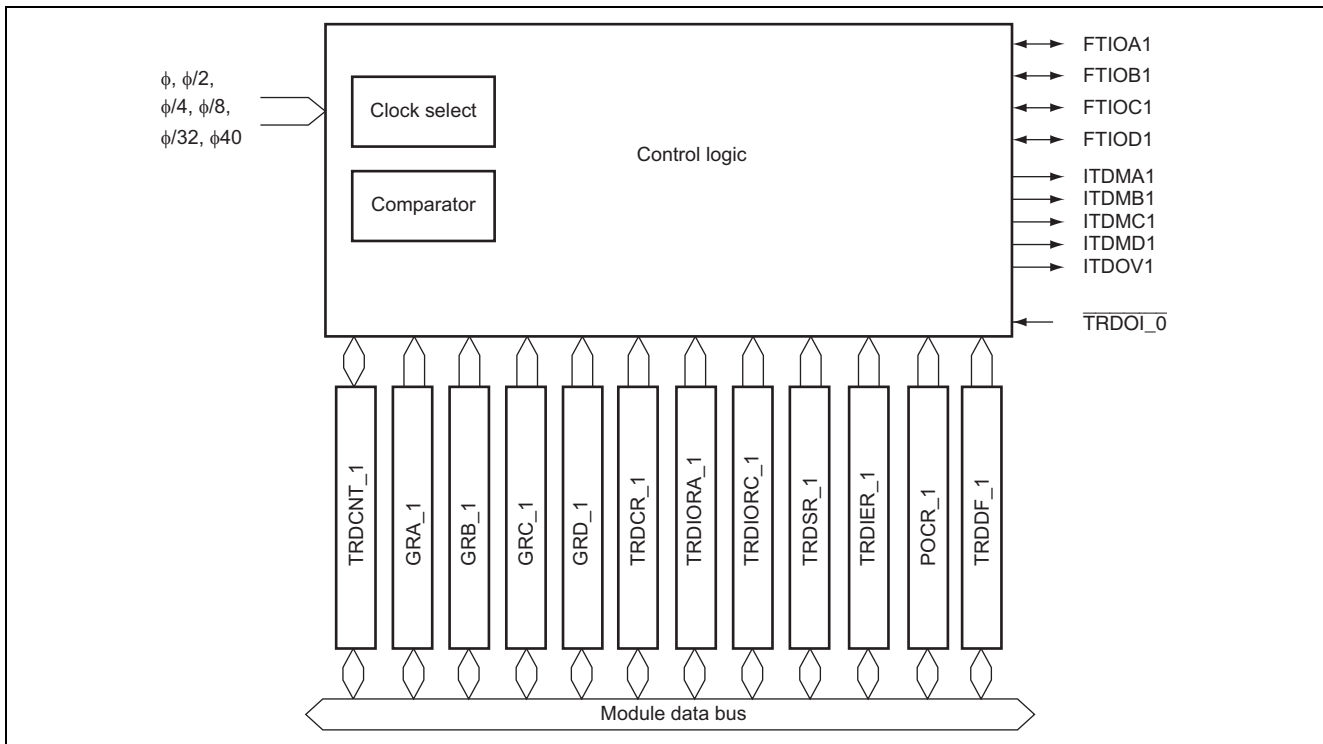 ϕ, ϕ/2,
ϕ/4, ϕ/8,
ϕ/32, ϕ40
Clock select
Comparator
Control logic
FTIOA1
FTIOB1
FTIOC1
FTIOD1
ITDMA1
ITDMB1
ITDMC1
ITDMD1
ITDOV1
TRDOI_0
TRDCNT_1
GRA_1
GRB_1
GRC_1
GRD_1
TRDCR_1
TRDIORA_1
TRDIORC_1
TRDSR_1
TRDIER_1
POCR_1
TRDDF_1
Module data bus